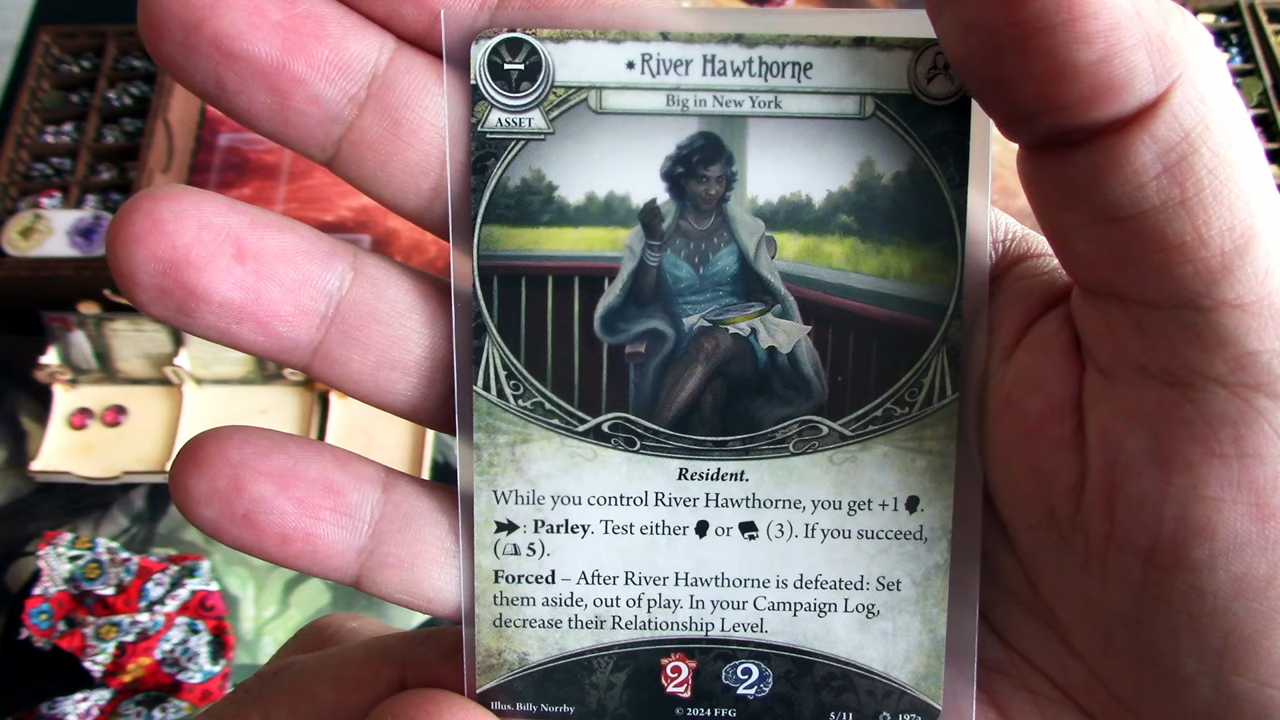 River Hawthorne
Big in New York
ASSET
Resident.
While you control River Hawthorne, you get +1
: Parley. Test either or (3). If you succeed,
( 5).
Forced – After River Hawthorne is defeated: Set
them aside, out of play. In your Campaign Log,
decrease their Relationship Level.
2 2
Illus. Billy Norrby
© 2024 FFG
5/11
197a